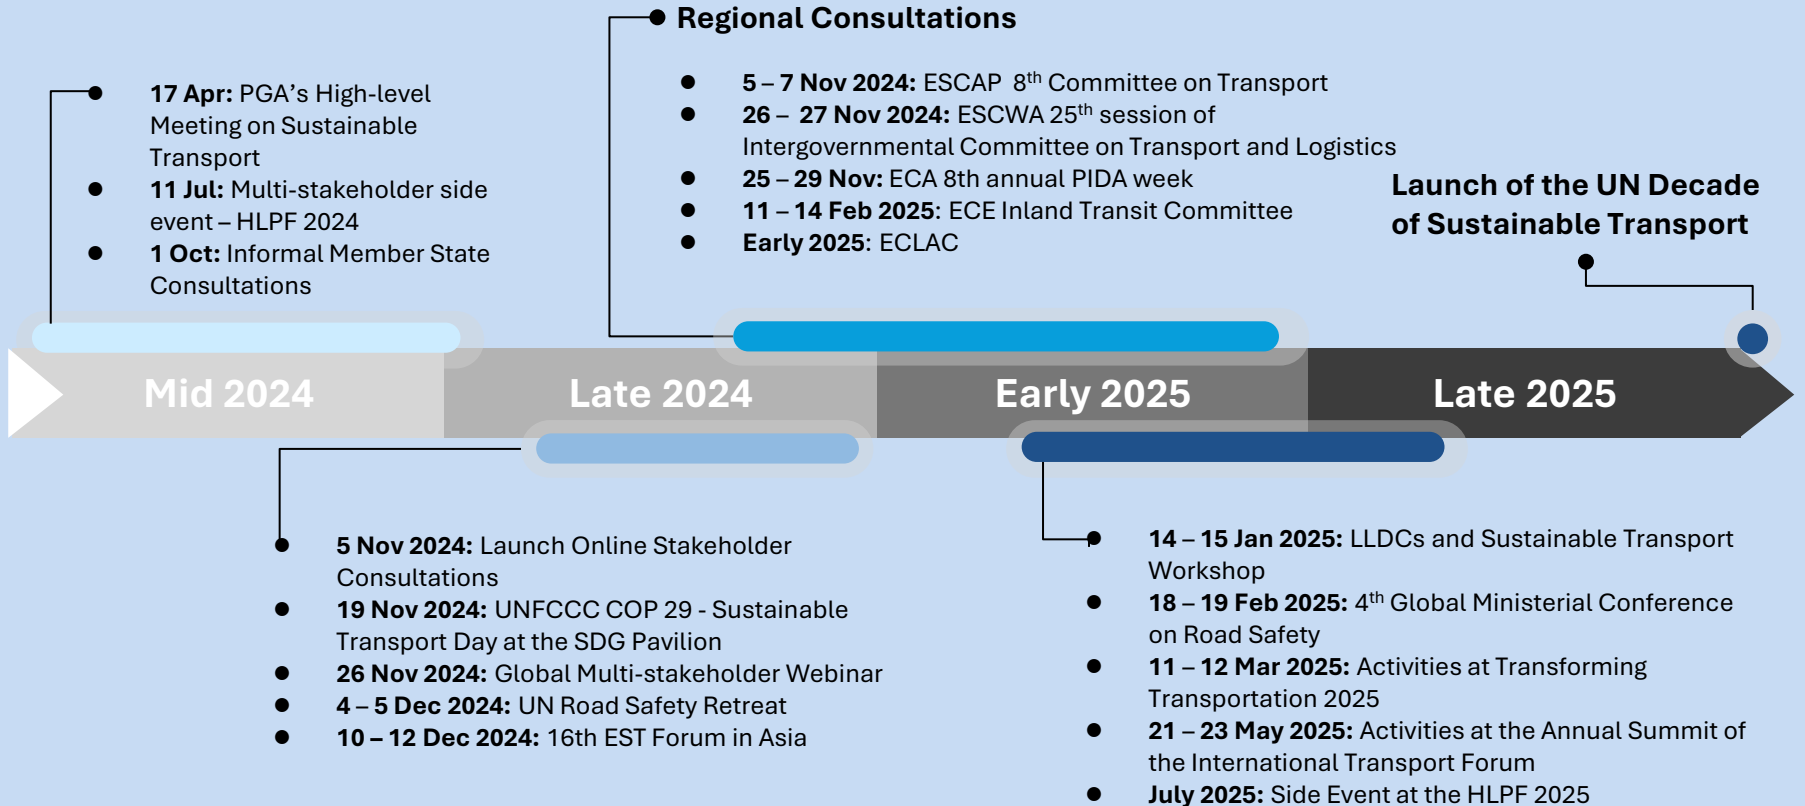 Regional Consultations
● 5 – 7 Nov 2024: ESCAP 8th Committee on Transport
● 26 – 27 Nov 2024: ESCWA 25th session of
Intergovernmental Committee on Transport and Logistics
● 25 – 29 Nov: ECA 8th annual PIDA week
● 11 – 14 Feb 2025: ECE Inland Transit Committee
● Early 2025: ECLAC
● 17 Apr: PGA's High-level
Meeting on Sustainable
Transport
● 11 Jul: Multi-stakeholder side
event – HLPF 2024
● 1 Oct: Informal Member State
Consultations
Launch of the UN Decade
of Sustainable Transport
Mid 2024
Late 2024
Early 2025
Late 2025
● 5 Nov 2024: Launch Online Stakeholder
Consultations
● 19 Nov 2024: UNFCCC COP 29 - Sustainable
Transport Day at the SDG Pavilion
● 26 Nov 2024: Global Multi-stakeholder Webinar
● 4 – 5 Dec 2024: UN Road Safety Retreat
● 10 – 12 Dec 2024: 16th EST Forum in Asia
● 14 – 15 Jan 2025: LLDCs and Sustainable Transport
Workshop
● 18 – 19 Feb 2025: 4th Global Ministerial Conference
on Road Safety
● 11 – 12 Mar 2025: Activities at Transforming
Transportation 2025
● 21 – 23 May 2025: Activities at the Annual Summit of
the International Transport Forum
● July 2025: Side Event at the HLPF 2025